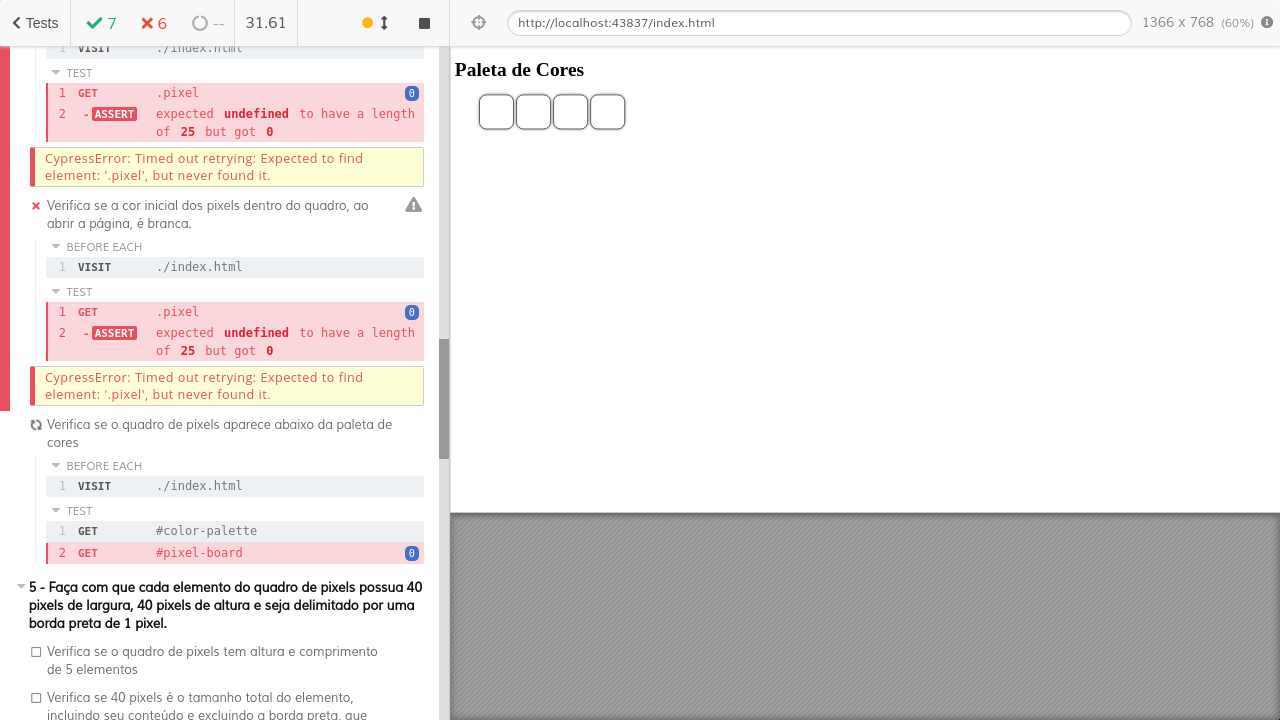 Tests 7 6 -- 31.61 http://localhost:43837/index.html 1366 x 768 (60%)
1 VISIT ./index.html
TEST
1 GET .pixel 0
2 - ASSERT expected undefined to have a length
of 25 but got 0
CypressError: Timed out retrying: Expected to find
element: '.pixel', but never found it.
Verifica se a cor inicial dos pixels dentro do quadro, ao
abrir a página, é branca.
BEFORE EACH
1 VISIT ./index.html
TEST
1 GET .pixel 0
2 - ASSERT expected undefined to have a length
of 25 but got 0
CypressError: Timed out retrying: Expected to find
element: '.pixel', but never found it.
Verifica se o quadro de pixels aparece abaixo da paleta de
cores
BEFORE EACH
1 VISIT ./index.html
TEST
1 GET #color-palette
2 GET #pixel-board 0
5 - Faça com que cada elemento do quadro de pixels possua 40
pixels de largura, 40 pixels de altura e seja delimitado por uma
borda preta de 1 pixel.
Verifica se o quadro de pixels tem altura e comprimento
de 5 elementos
Verifica se 40 pixels é o tamanho total do elemento,
incluindo seu conteúdo e excluindo a borda preta, que
Paleta de Cores